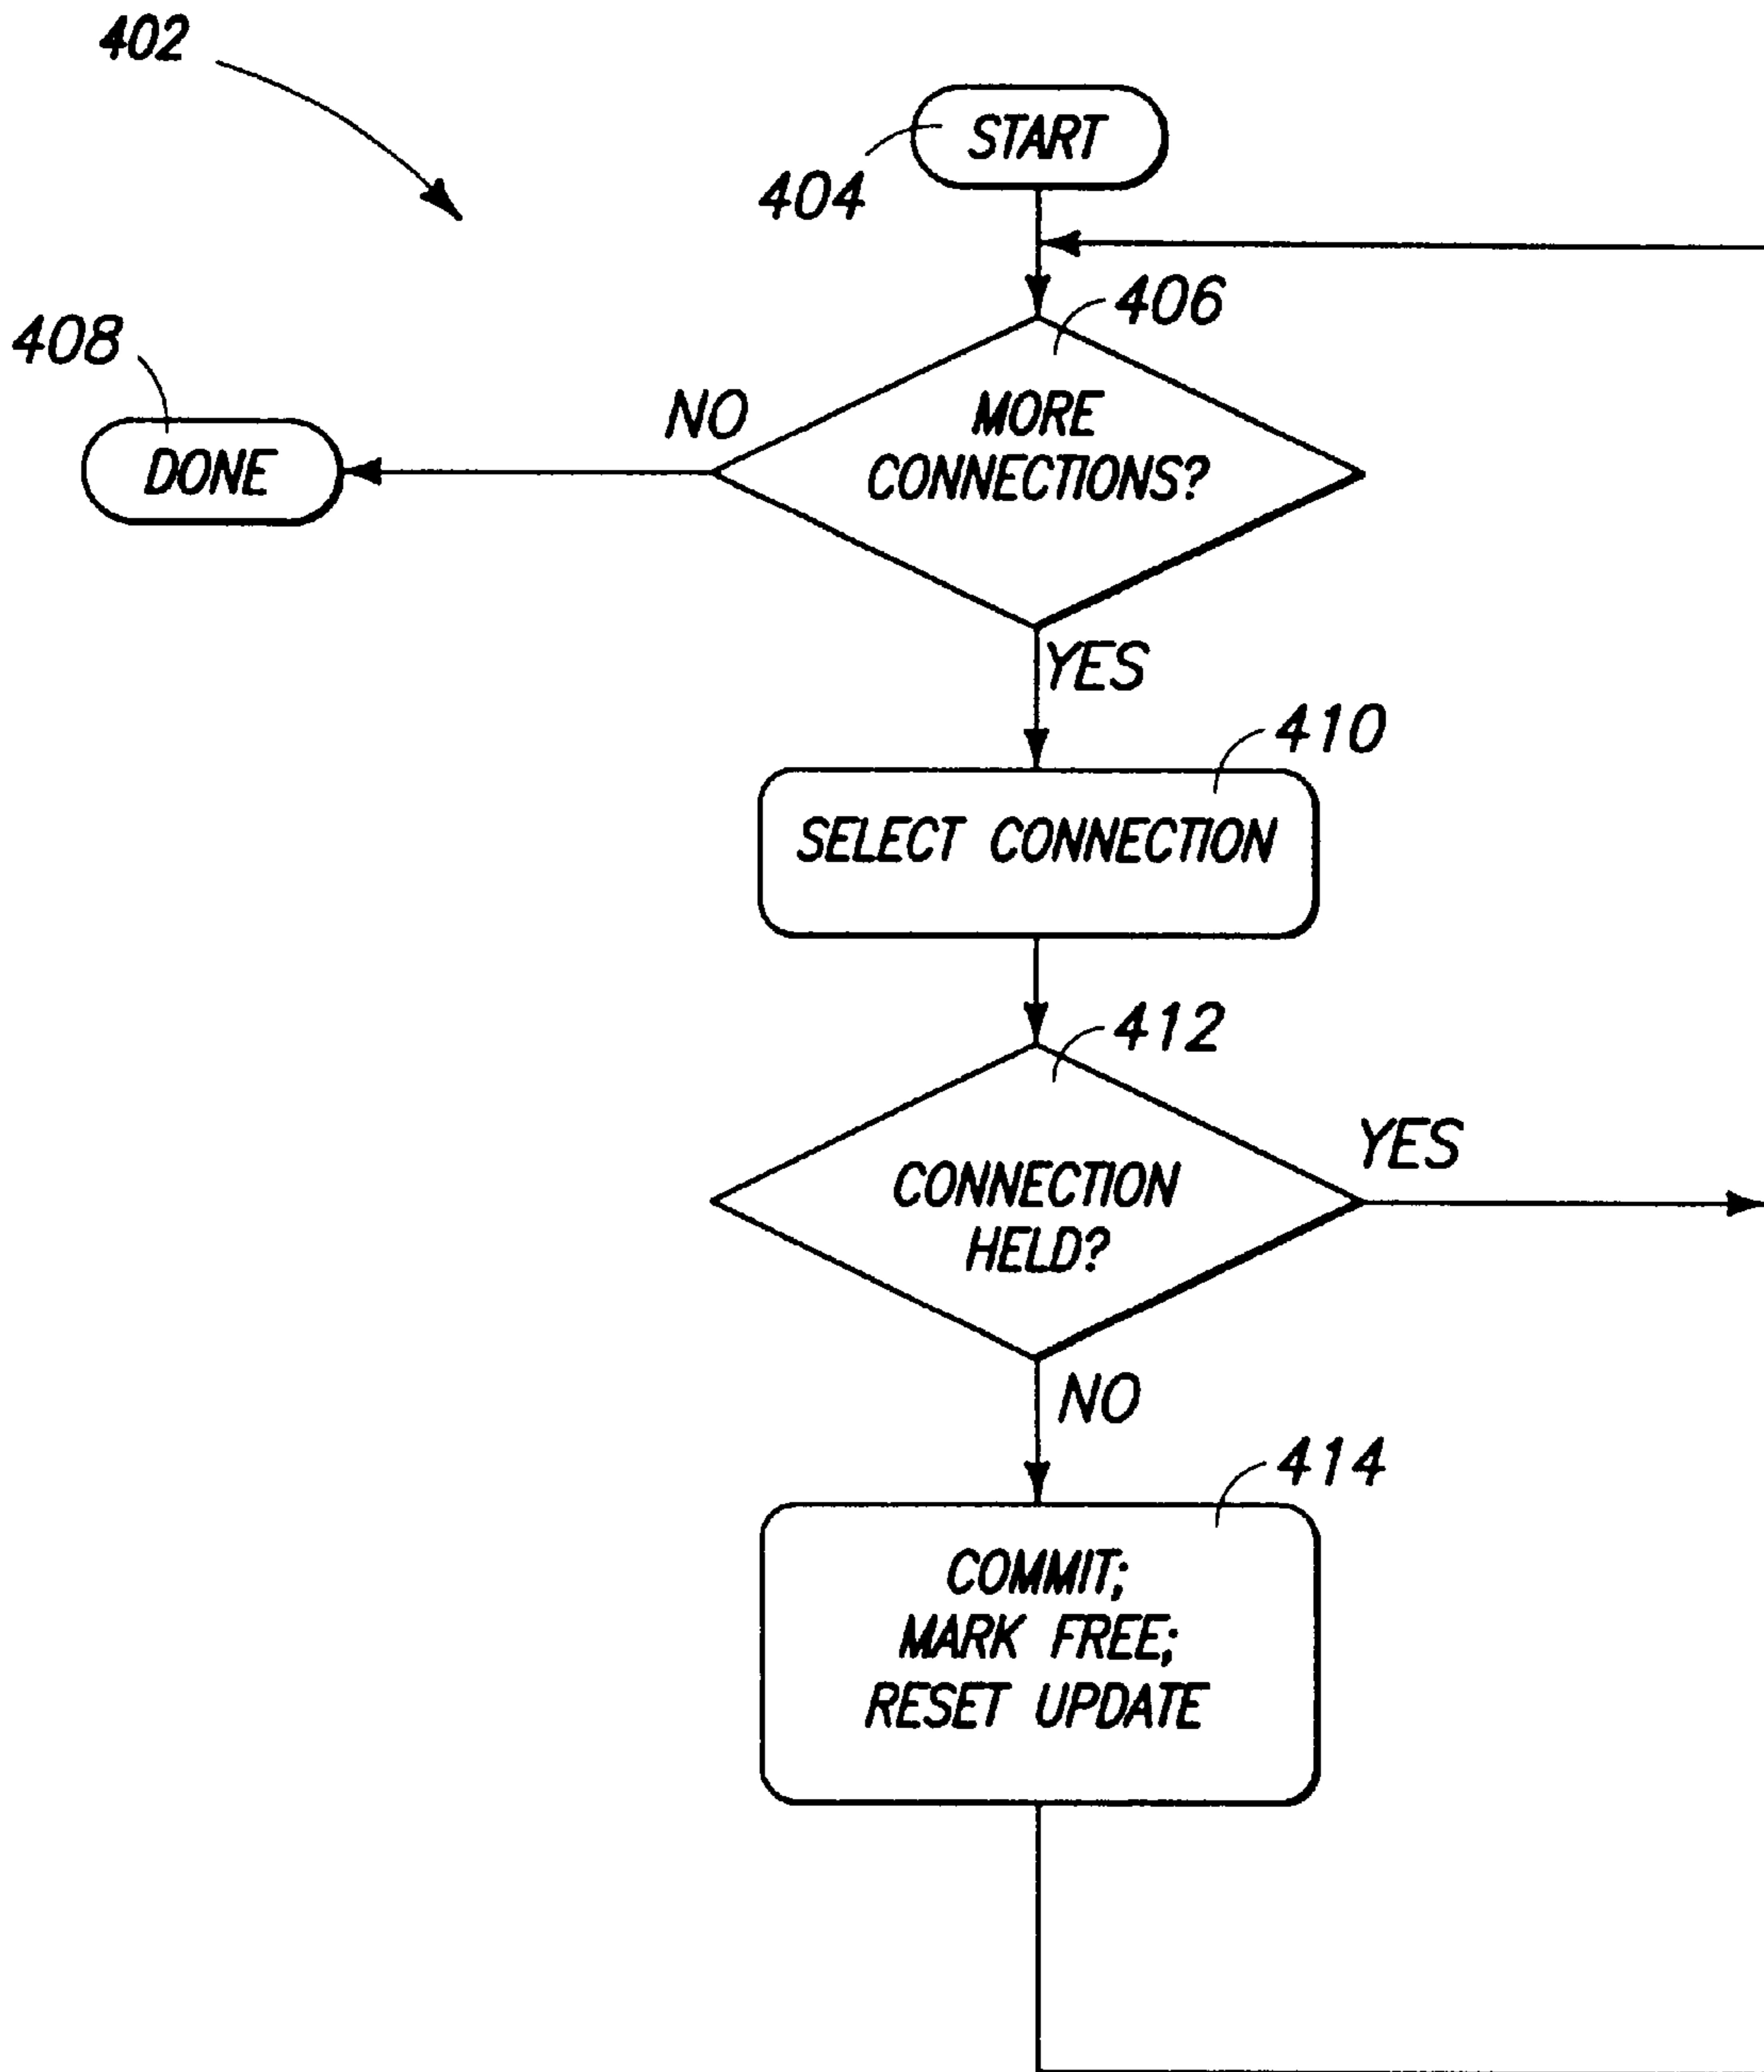 402
START
404
406
408
NO
MORE
CONNECTIONS?
DONE
YES
410
SELECT CONNECTION
412
YES
CONNECTION
HELD?
NO
414
COMMIT;
MARK FREE;
RESET UPDATE